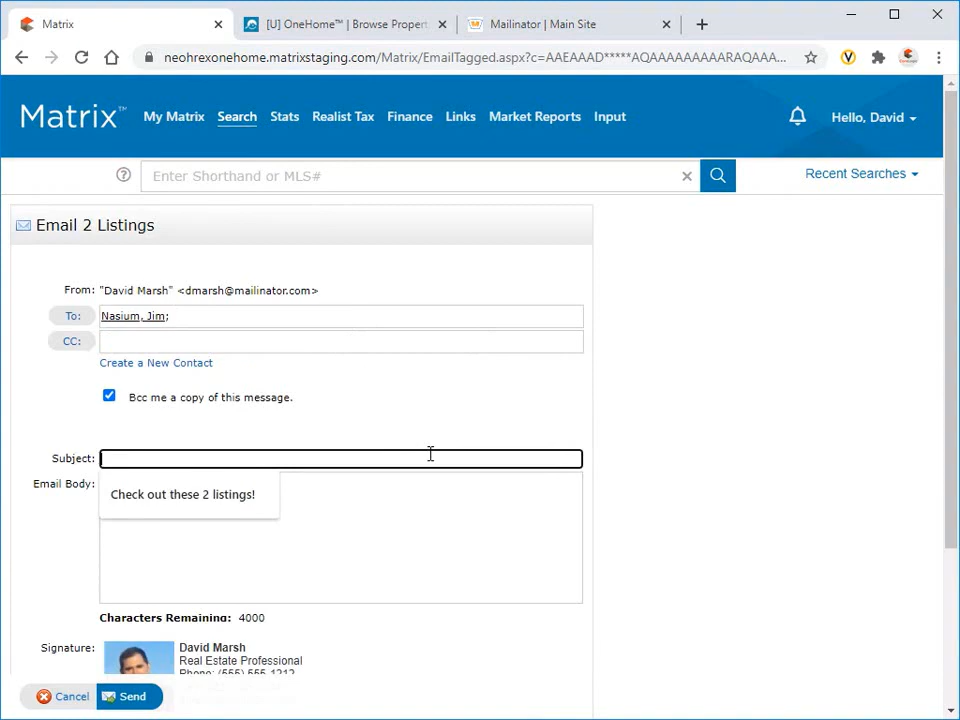 Matrix
[U] OneHome™ | Browse Propert
Mailinator | Main Site
neohrexonehome.matrixstaging.com/Matrix/EmailTagged.aspx?c=AAEAAAD*****AQAAAAAAAAARAQAAA...
Matrix™ My Matrix Search Stats Realist Tax Finance Links Market Reports Input Hello, David
Enter Shorthand or MLS#
Recent Searches
Email 2 Listings
From: "David Marsh" <dmarsh@mailinator.com>
To: Nasium, Jim;
CC:
Create a New Contact
Bcc me a copy of this message.
Subject:
Email Body:
Check out these 2 listings!
Characters Remaining: 4000
Signature: David Marsh
Real Estate Professional
Phone: (555) 555-1212
Cancel Send